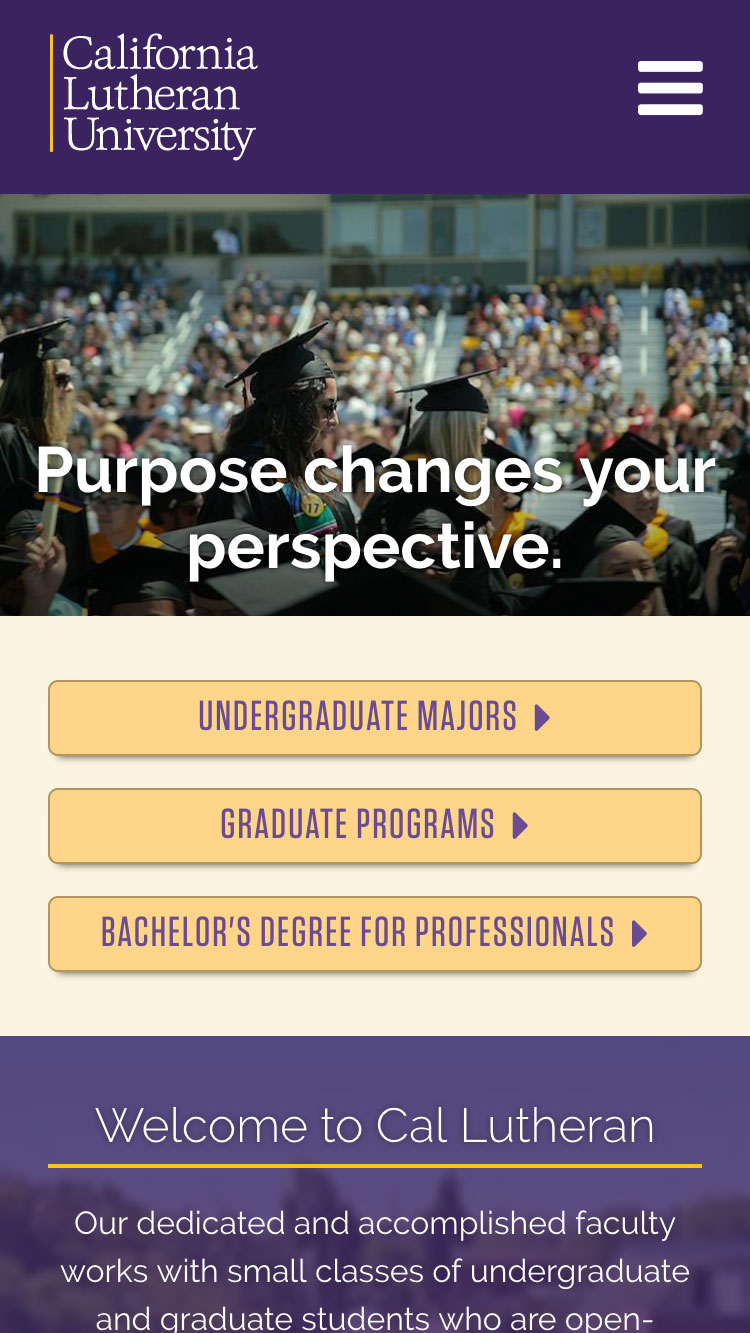 California
Lutheran
University
17
Purpose changes your
perspective.
UNDERGRADUATE MAJORS
GRADUATE PROGRAMS
BACHELOR'S DEGREE FOR PROFESSIONALS
Welcome to Cal Lutheran
Our dedicated and accomplished faculty
works with small classes of undergraduate
and graduate students who are open-